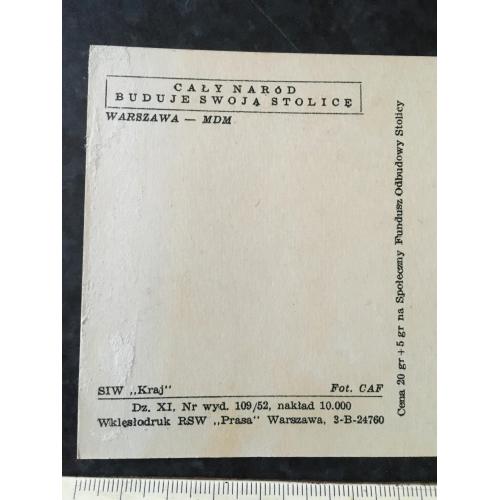 CAŁY NARÓD
BUDUJE SWOJĄ STOLICĘ
WARSZAWA — MDM
SIW „Kraj"
Fot. CAF
Dz. XI, Nr wyd. 109/52, nakład 10.000
Wklęsłodruk RSW „Prasa" Warszawa, 3-B-24760
Cena 20 gr + 5 gr na Społeczny Fundusz Odbudowy Stolicy